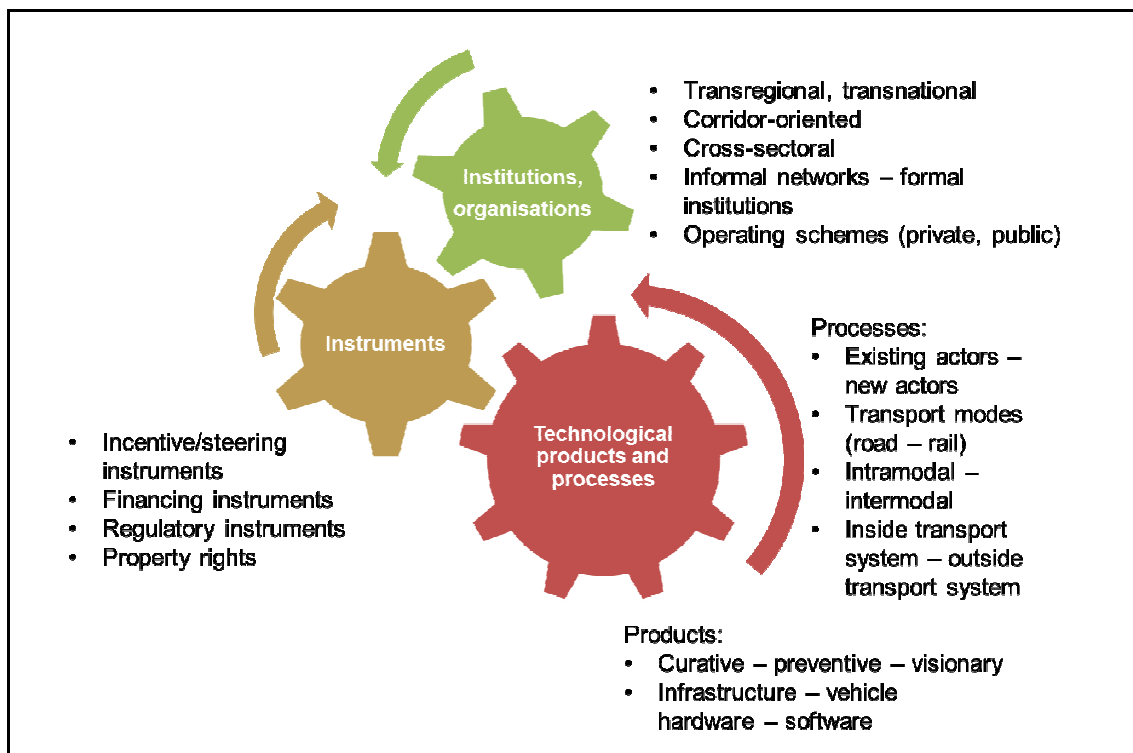 Institutions,
organisations
• Transregional, transnational
• Corridor-oriented
• Cross-sectoral
• Informal networks – formal
institutions
• Operating schemes (private, public)
Instruments
• Incentive/steering
instruments
• Financing instruments
• Regulatory instruments
• Property rights
Technological
products and
processes
Processes:
• Existing actors –
new actors
• Transport modes
(road – rail)
• Intramodal –
intermodal
• Inside transport
system – outside
transport system
Products:
• Curative – preventive – visionary
• Infrastructure – vehicle
hardware – software